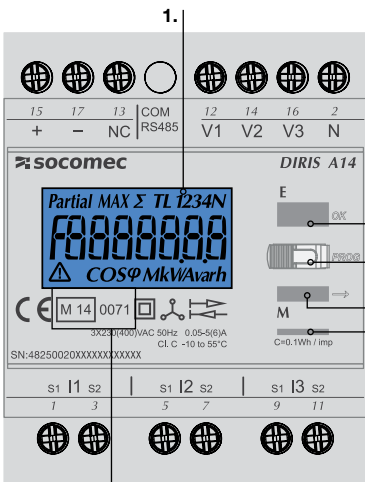 1.
15 17 13 COM 12 14 16 2
+ – NC RS485 V1 V2 V3 N
socomec DIRIS A14
E
Partial MAX Σ TL 1234N
OK
F8888888
PROG
COSφ MkWAvarh
→
M 14 0071
M
3X230(400)VAC 50Hz 0.05-5(6)A
Cl. C -10 to 55°C
C=0.1Wh / imp
SN:48250020XXXXXXXXXXXX
S1 I1 S2 S1 I2 S2 S1 I3 S2
1 3 5 7 9 11